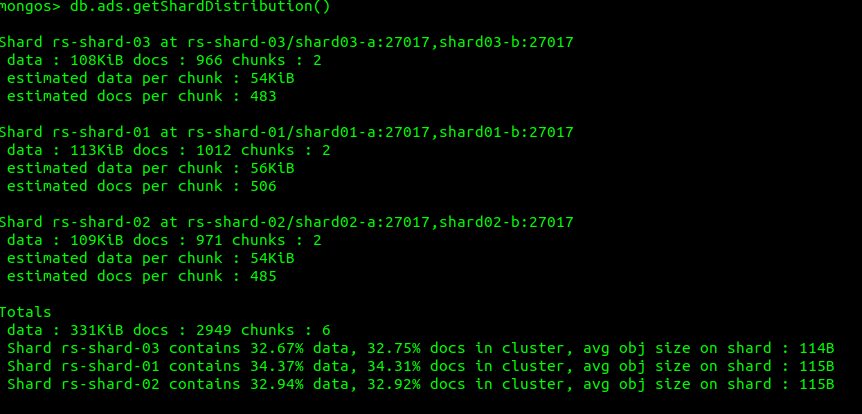 mongos> db.ads.getShardDistribution()
Shard rs-shard-03 at rs-shard-03/shard03-a:27017,shard03-b:27017
data : 108KiB docs : 966 chunks : 2
estimated data per chunk : 54KiB
estimated docs per chunk : 483
Shard rs-shard-01 at rs-shard-01/shard01-a:27017,shard01-b:27017
data : 113KiB docs : 1012 chunks : 2
estimated data per chunk : 56KiB
estimated docs per chunk : 506
Shard rs-shard-02 at rs-shard-02/shard02-a:27017,shard02-b:27017
data : 109KiB docs : 971 chunks : 2
estimated data per chunk : 54KiB
estimated docs per chunk : 485
Totals
data : 331KiB docs : 2949 chunks : 6
Shard rs-shard-03 contains 32.67% data, 32.75% docs in cluster, avg obj size on shard : 114B
Shard rs-shard-01 contains 34.37% data, 34.31% docs in cluster, avg obj size on shard : 115B
Shard rs-shard-02 contains 32.94% data, 32.92% docs in cluster, avg obj size on shard : 115B